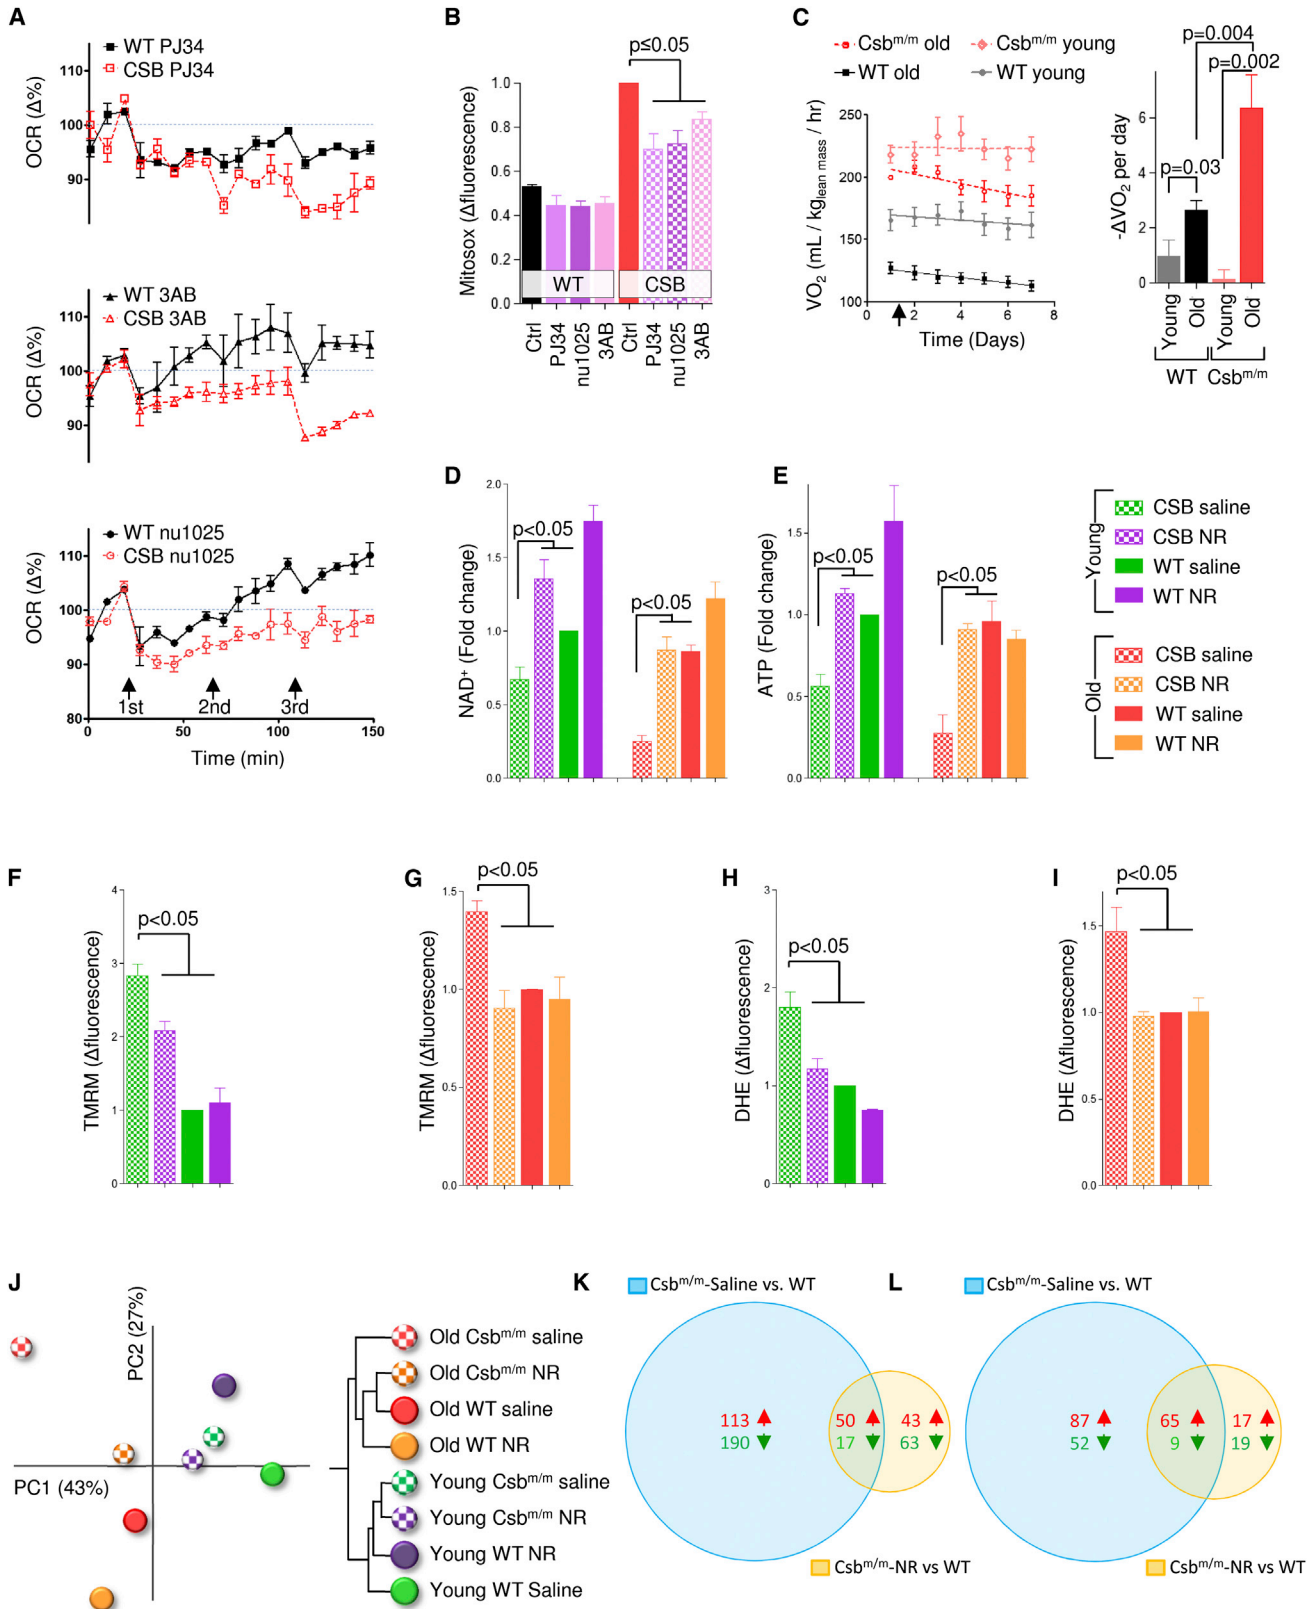 A
WT PJ34
CSB PJ34
OCR (Δ%)
110
100
90
WT 3AB
CSB 3AB
OCR (Δ%)
110
100
90
WT nu1025
CSB nu1025
OCR (Δ%)
110
100
90
80
1st
2nd
3rd
0
50
100
150
Time (min)
B
p≤0.05
Mitosox (Δfluorescence)
1.0
0.8
0.6
0.4
0.2
0.0
WT
CSB
Ctrl
PJ34
nu1025
3AB
Ctrl
PJ34
nu1025
3AB
C
Csbm/m old
Csbm/m young
WT old
WT young
VO2 (mL / kglean mass / hr)
250
200
150
100
0
2
4
6
8
Time (Days)
p=0.004
p=0.002
p=0.03
-ΔVO2 per day
6
4
2
0
Young
Old
Young
Old
WT
Csbm/m
D
NAD+ (Fold change)
2.0
1.5
1.0
0.5
0.0
p<0.05
p<0.05
E
ATP (Fold change)
1.5
1.0
0.5
0.0
p<0.05
p<0.05
Young
CSB saline
CSB NR
WT saline
WT NR
Old
CSB saline
CSB NR
WT saline
WT NR
F
TMRM (Δfluorescence)
4
3
2
1
0
p<0.05
G
TMRM (Δfluorescence)
1.5
1.0
0.5
0.0
p<0.05
H
DHE (Δfluorescence)
3
2
1
0
p<0.05
I
DHE (Δfluorescence)
1.5
1.0
0.5
0.0
p<0.05
J
PC2 (27%)
PC1 (43%)
Old Csbm/m saline
Old Csbm/m NR
Old WT saline
Old WT NR
Young Csbm/m saline
Young Csbm/m NR
Young WT NR
Young WT Saline
K
Csbm/m-Saline vs. WT
113
190
50
17
43
63
Csbm/m-NR vs WT
L
Csbm/m-Saline vs. WT
87
52
65
9
17
19
Csbm/m-NR vs WT